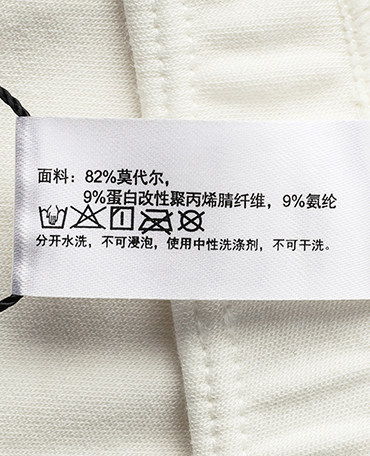 面料：82%莫代尔，
9%蛋白改性聚丙烯腈纤维，9%氨纶
分开水洗，不可浸泡，使用中性洗涤剂，不可干洗。